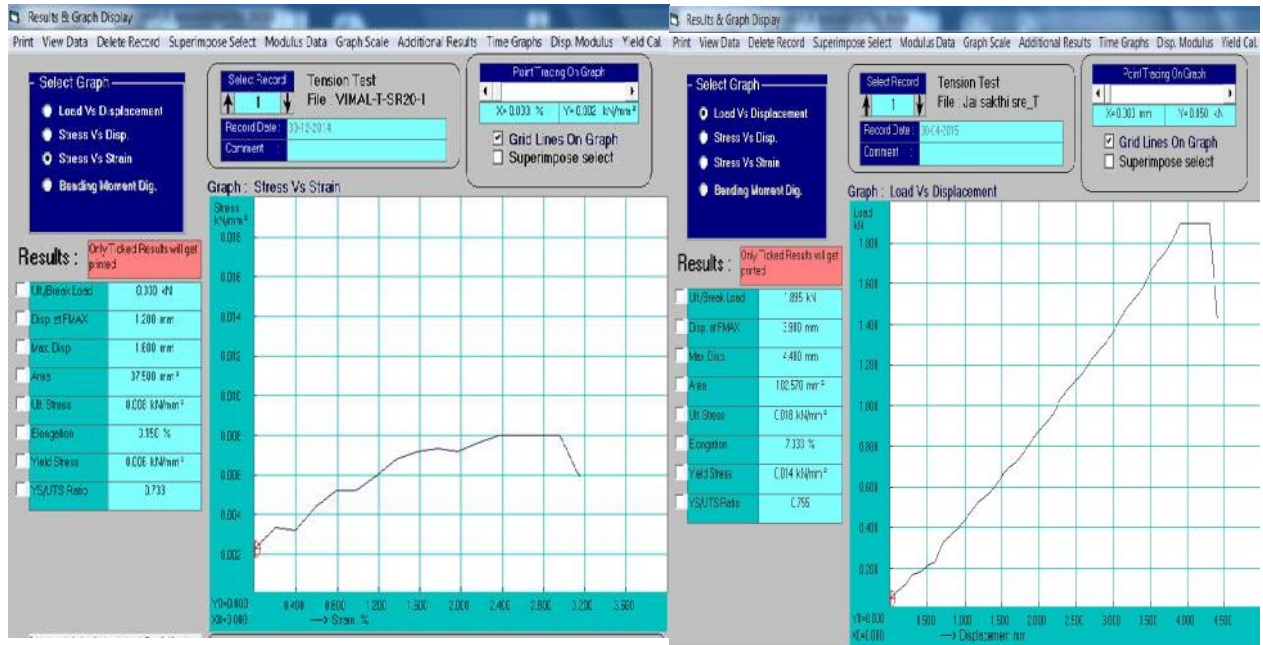 Results & Graph Display
Print View Data Delete Record Superimpose Select Modulus Data Graph Scale Additional Results Time Graphs Disp. Modulus Yield Cal.
Select Graph
Load Vs Displacement
Stress Vs Disp.
Stress Vs Strain
Bending Moment Dig.
Select Record
1
Tension Test
File VIMAL-T-SR20-1
Record Date: 30-12-2014
Comment :
Point Tracing On Graph
X=0.000 % Y=0.002 kN/mm²
Grid Lines On Graph
Superimpose select
Graph : Stress Vs Strain
Results :
Only Ticked Results will get
printed
Ult./Break Load 0.300 kN
Disp. at FMAX 1.200 mm
Max. Disp. 1.600 mm
Area 37.500 mm²
Ult. Stress 0.008 kN/mm²
Elongation 3.150 %
Yield Stress 0.006 kN/mm²
YS/UTS Ratio 0.733
Stress
kN/mm²
0.018
0.016
0.014
0.012
0.010
0.008
0.006
0.004
0.002
0.400 0.800 1.200 2.000 2.400 2.800 3.200
Strain %
Results & Graph Display
Print View Data Delete Record Superimpose Select Modulus Data Graph Scale Additional Results Time Graphs Disp. Modulus Yield Cal.
Select Graph
Load Vs Displacement
Stress Vs Disp.
Stress Vs Strain
Bending Moment Dig.
Select Record
1
Tension Test
File : Jai sakthi sre_T
Record Date : 30-04-2015
Comment :
Point Tracing On Graph
X=0.000 mm kN
Grid Lines On Graph
Superimpose select
Graph : Load Vs Displacement
Results :
Only Ticked Results will get
printed
Ult./Break Load 1.895 kN
Disp. at FMAX 3.900 mm
Max. Disp. 4.400 mm
Area 102.570 mm²
Ult. Stress 0.018 kN/mm²
Elongation 7.333 %
Yield Stress 0.014 kN/mm²
YS/UTS Ratio
Load
kN
1.800
1.600
1.400
1.200
1.000
0.800
0.600
0.400
0.200
0.500 1.000 1.500 2.000 2.500 3.000 3.500 4.000 4.500
Displacement mm